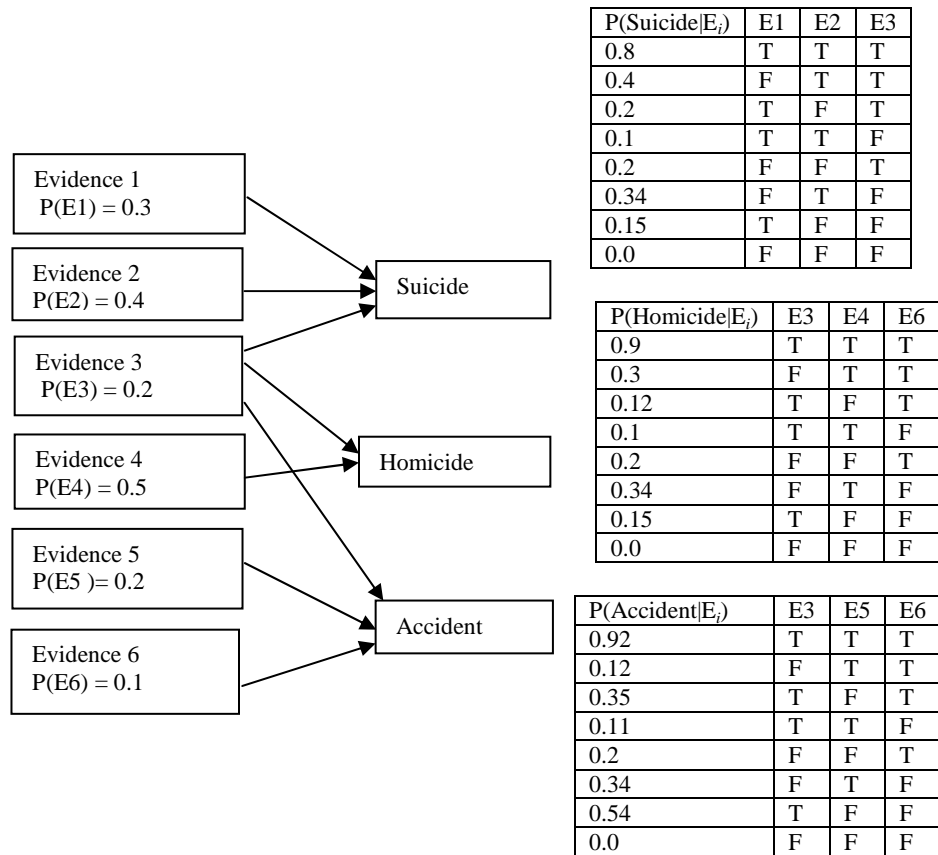 Evidence 1
P(E1) = 0.3
Evidence 2
P(E2) = 0.4
Evidence 3
P(E3) = 0.2
Evidence 4
P(E4) = 0.5
Evidence 5
P(E5 )= 0.2
Evidence 6
P(E6) = 0.1
Suicide
Homicide
Accident
P(Suicide|Ei) E1 E2 E3
0.8 T T T
0.4 F T T
0.2 T F T
0.1 T T F
0.2 F F T
0.34 F T F
0.15 T F F
0.0 F F F
P(Homicide|Ei) E3 E4 E6
0.9 T T T
0.3 F T T
0.12 T F T
0.1 T T F
0.2 F F T
0.34 F T F
0.15 T F F
0.0 F F F
P(Accident|Ei) E3 E5 E6
0.92 T T T
0.12 F T T
0.35 T F T
0.11 T T F
0.2 F F T
0.34 F T F
0.54 T F F
0.0 F F F